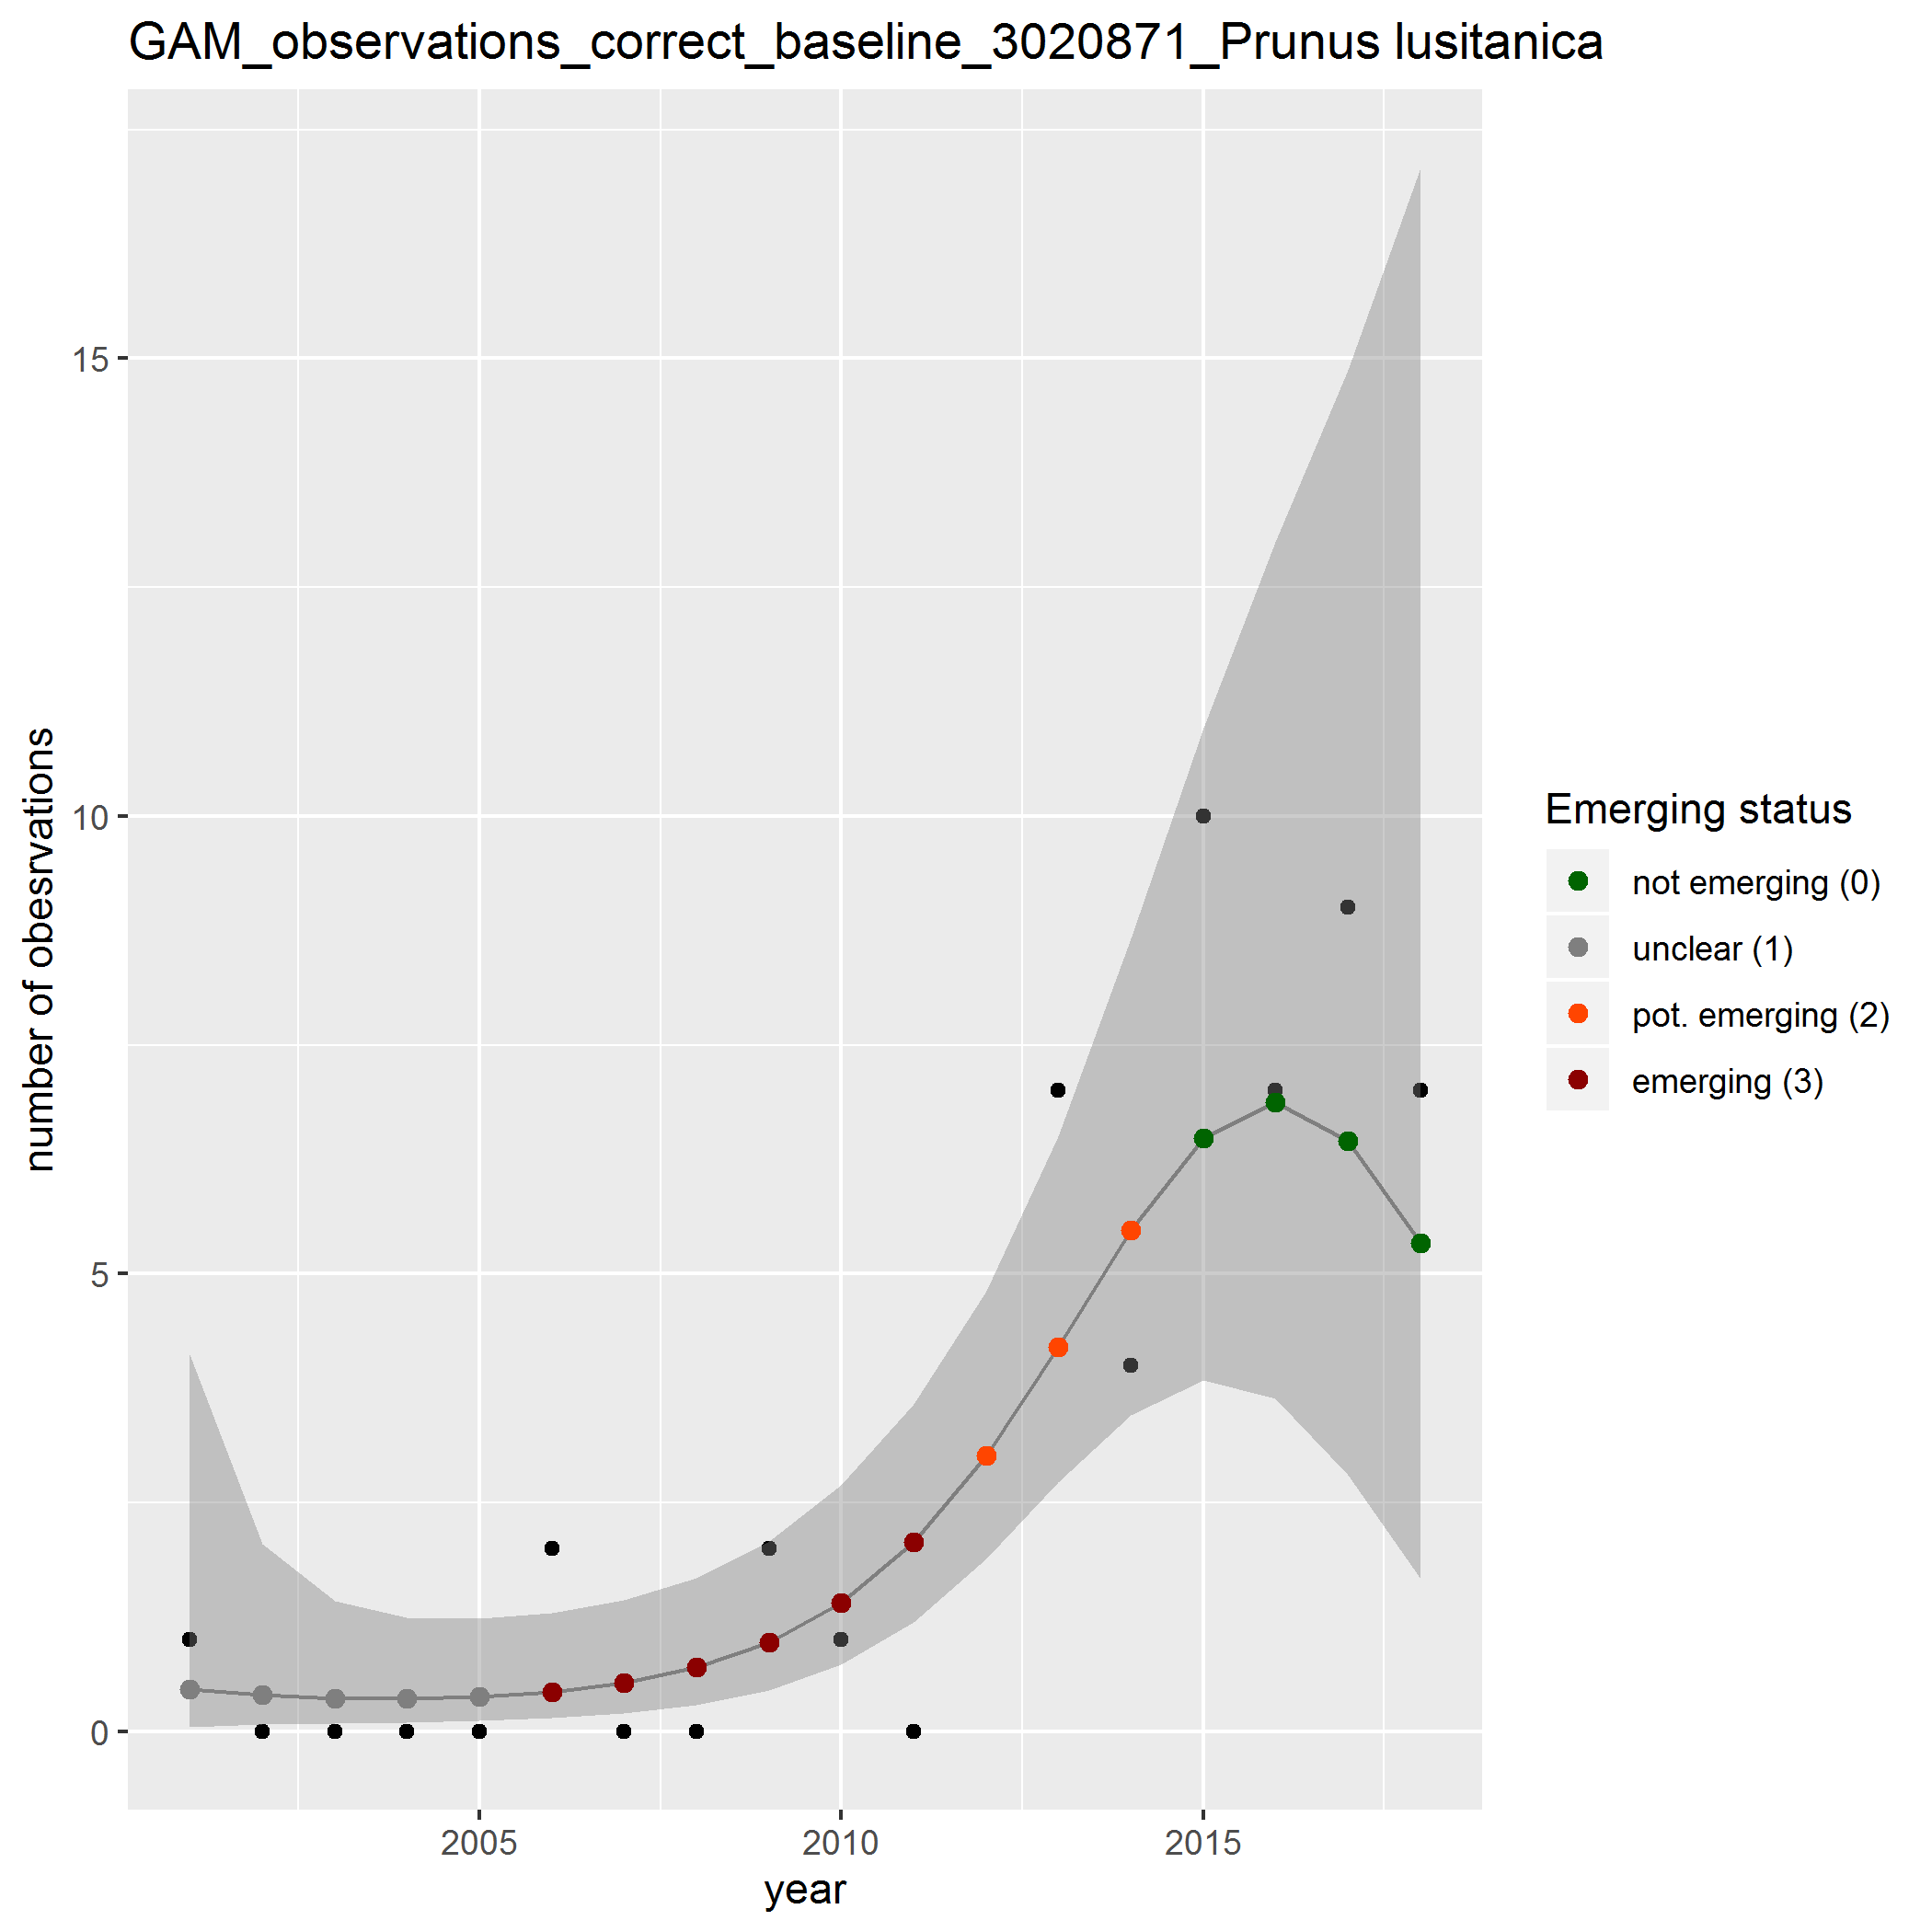 GAM_observations_correct_baseline_3020871_Prunus lusitanica
number of obesrvations
15
10
5
0
2005
2010
2015
year
Emerging status
not emerging (0)
unclear (1)
pot. emerging (2)
emerging (3)